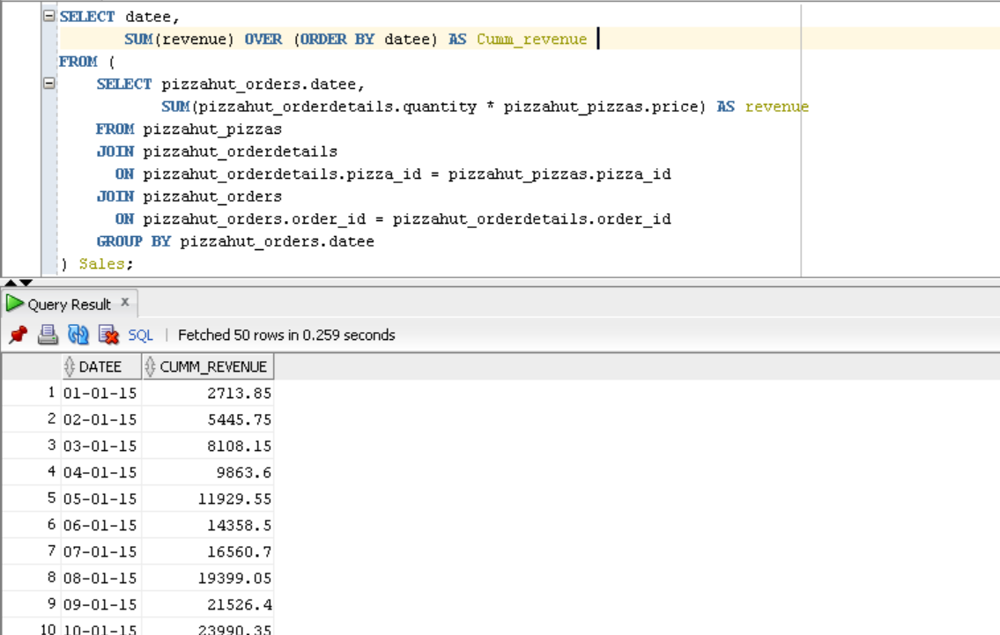 SELECT datee,
SUM(revenue) OVER (ORDER BY datee) AS Cumm_revenue
FROM (
SELECT pizzahut_orders.datee,
SUM(pizzahut_orderdetails.quantity * pizzahut_pizzas.price) AS revenue
FROM pizzahut_pizzas
JOIN pizzahut_orderdetails
ON pizzahut_orderdetails.pizza_id = pizzahut_pizzas.pizza_id
JOIN pizzahut_orders
ON pizzahut_orders.order_id = pizzahut_orderdetails.order_id
GROUP BY pizzahut_orders.datee
) Sales;
Query Result x
SQL | Fetched 50 rows in 0.259 seconds
DATEE CUMM_REVENUE
1 01-01-15 2713.85
2 02-01-15 5445.75
3 03-01-15 8108.15
4 04-01-15 9863.6
5 05-01-15 11929.55
6 06-01-15 14358.5
7 07-01-15 16560.7
8 08-01-15 19399.05
9 09-01-15 21526.4
10 10-01-15 23990.35